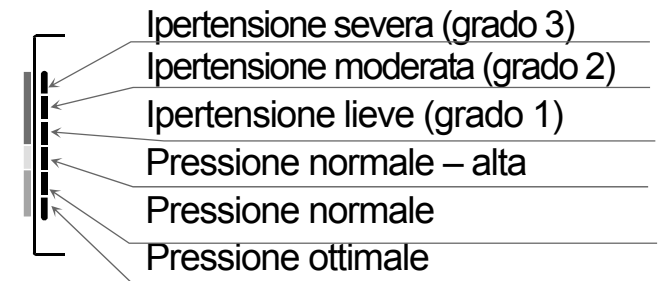 Ipertensione severa (grado 3)
Ipertensione moderata (grado 2)
Ipertensione lieve (grado 1)
Pressione normale – alta
Pressione normale
Pressione ottimale